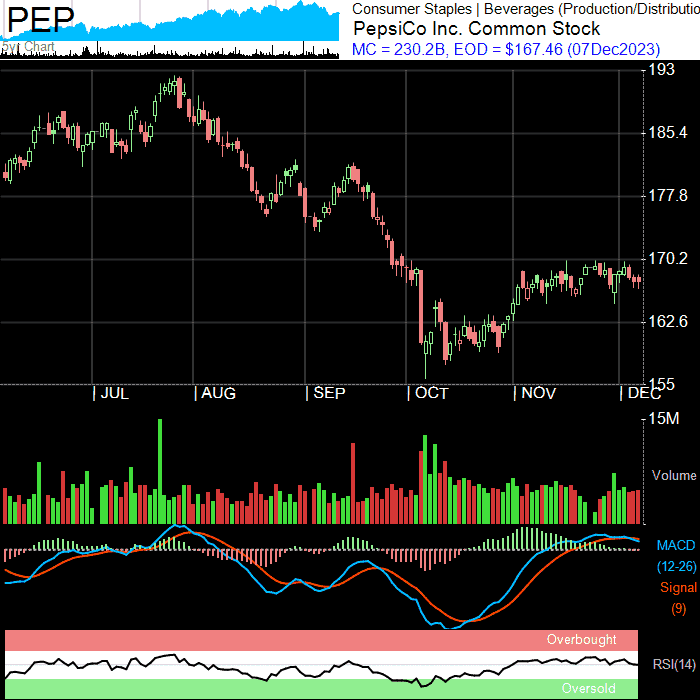 PEP
5y1 Chart
Consumer Staples | Beverages (Production/Distributio
PepsiCo Inc. Common Stock
MC = 230.2B, EOD = $167.46 (07Dec2023)
193
185.4
177.8
170.2
162.6
155
| JUL | AUG | SEP | OCT | NOV | DEC
15M
Volume
MACD
(12-26)
Signal
(9)
Overbought
RSI(14)
Oversold